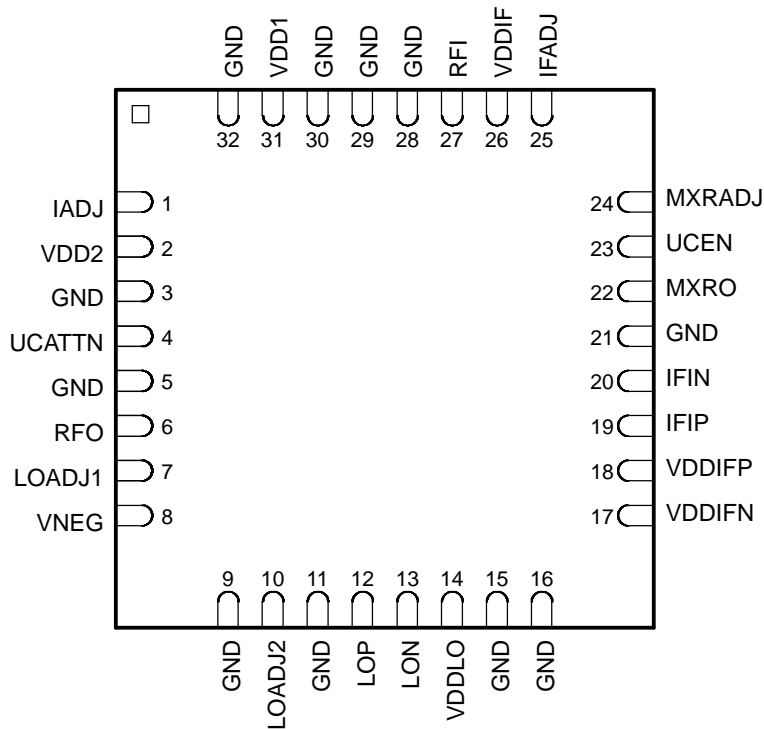 GND VDD1 GND GND GND RFI VDDIF IFADJ
32 31 30 29 28 27 26 25
IADJ 1
VDD2 2
GND 3
UCATTN 4
GND 5
RFO 6
LOADJ1 7
VNEG 8
24 MXRADJ
23 UCEN
22 MXRO
21 GND
20 IFIN
19 IFIP
18 VDDIFP
17 VDDIFN
9 10 11 12 13 14 15 16
GND LOADJ2 GND LOP LON VDDLO GND GND